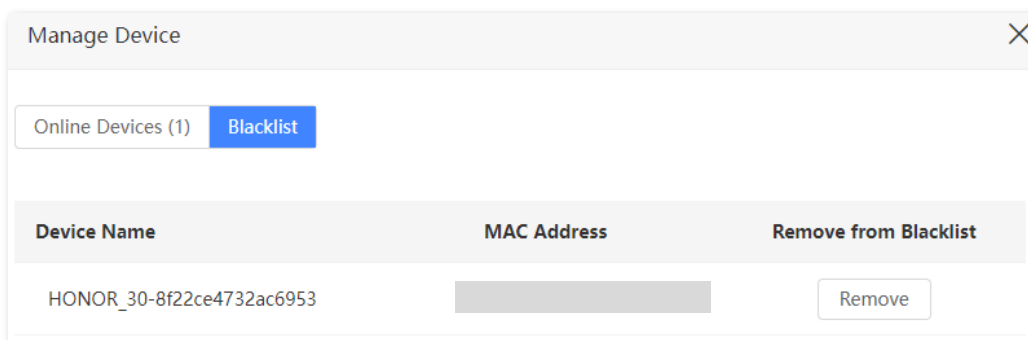 Manage Device
Online Devices (1) Blacklist
Device Name MAC Address Remove from Blacklist
HONOR_30-8f22ce4732ac6953 Remove